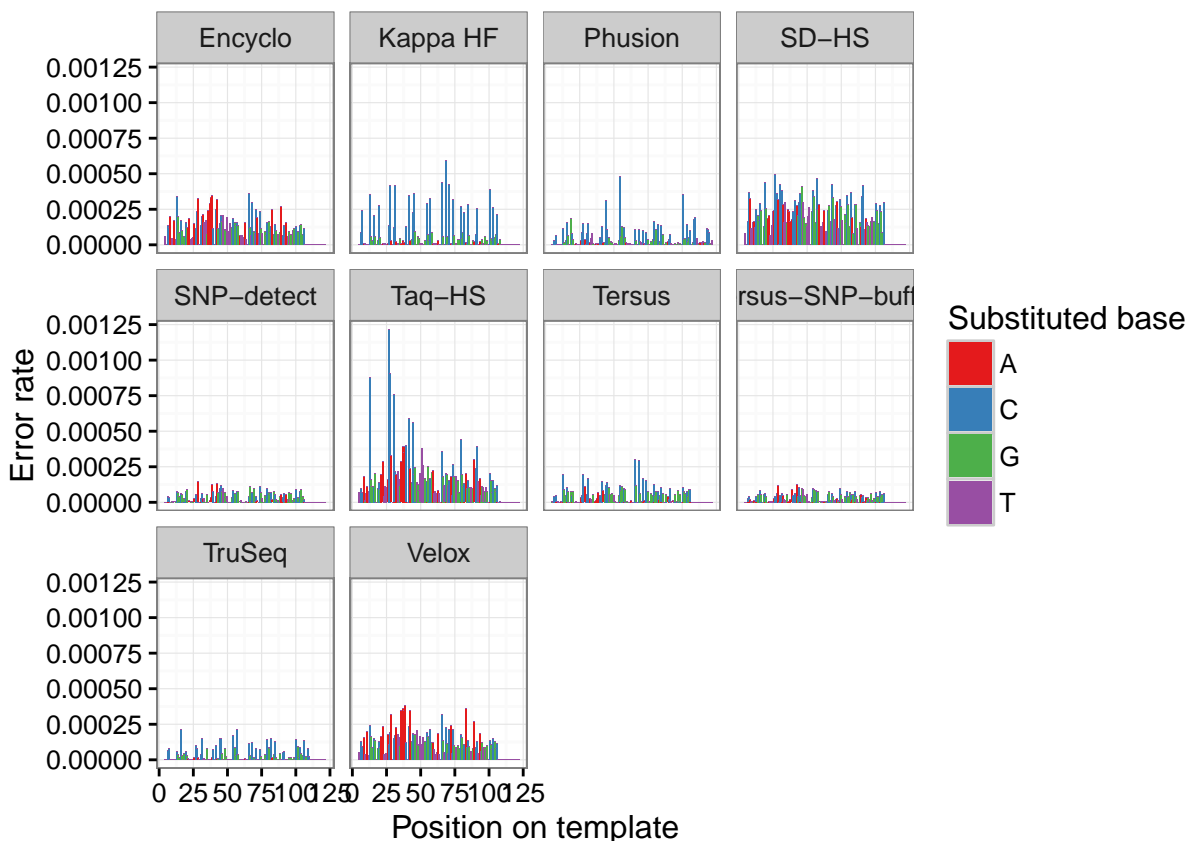 Encyclo Kappa HF Phusion SD−HS
0.00125
0.00100
0.00075
0.00050
0.00025
0.00000
SNP−detect Taq−HS Tersus rsus−SNP−buff
0.00125
0.00100
0.00075
0.00050
0.00025
0.00000
TruSeq Velox
0.00125
0.00100
0.00075
0.00050
0.00025
0.00000
0 25 50 75 100 125 0 25 50 75 100 125
Position on template
Error rate
Substituted base
A
C
G
T